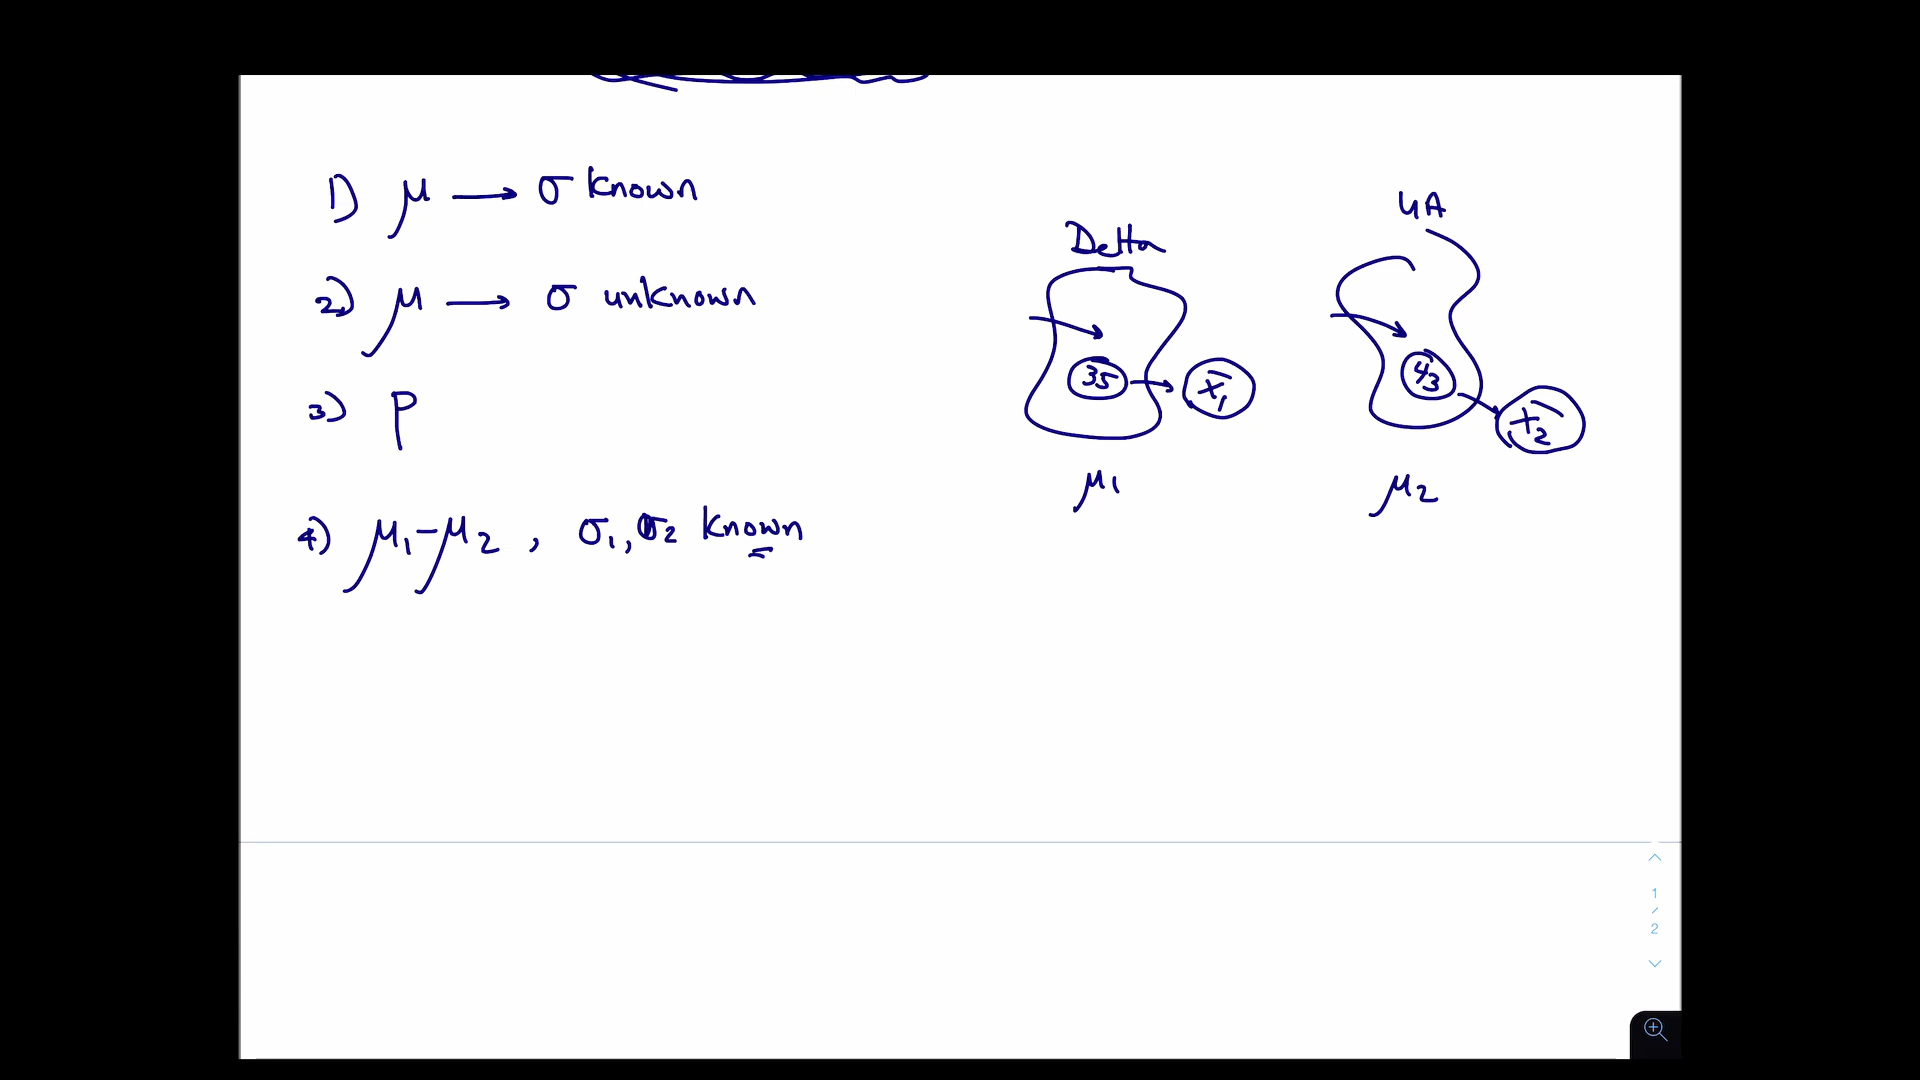 1) μ → σ known
2) μ → σ unknown
3) P
4) μ₁-μ₂, σ₁, σ₂ known
Delta
35 → x̄₁
μ₁
UA
43 → x̄₂
μ₂
1
/
2